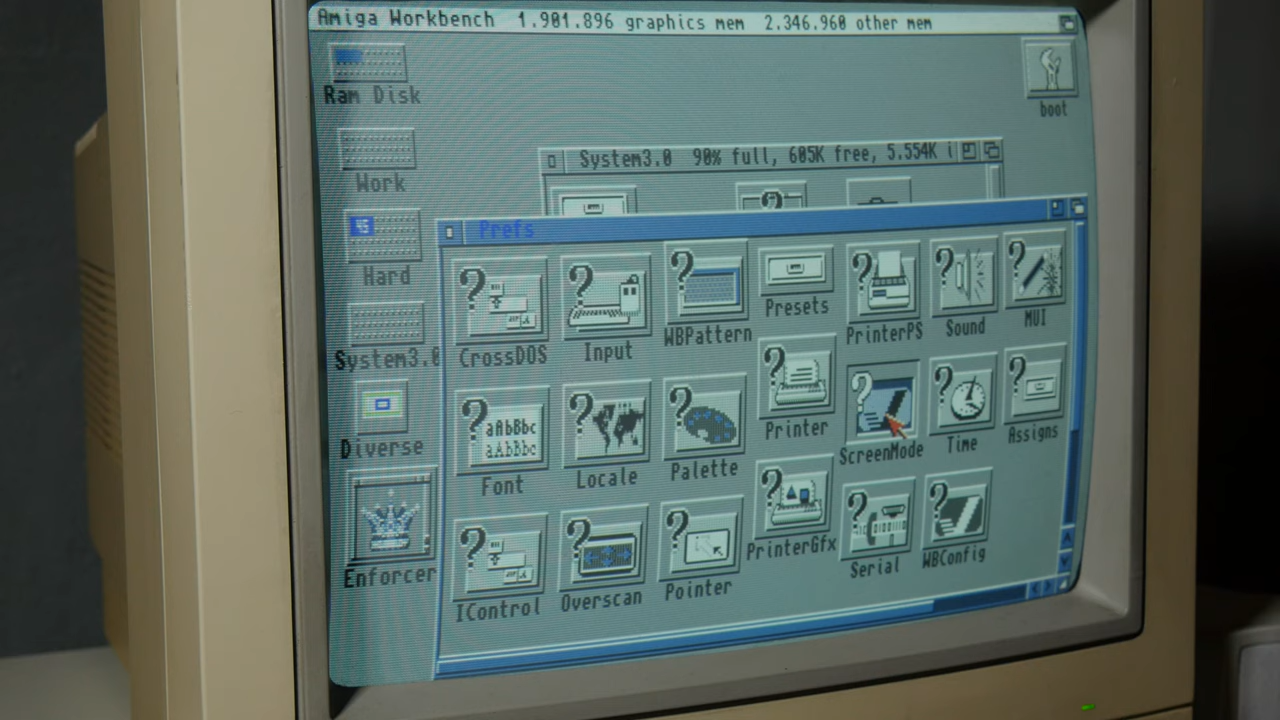 Amiga Workbench 1.901.896 graphics mem 2.346.960 other mem
Ram Disk
boot
Work
System3.0 90% full, 605K free, 5.554K i
Prefs
Hard
System3.0
Diverse
Enforcer
CrossDOS
Input
WBPattern
Presets
PrinterPS
Sound
MUI
aAbBbc
aAbBbc
Font
Locale
Palette
Printer
ScreenMode
Time
Assigns
IControl
Overscan
Pointer
PrinterGfx
Serial
WBConfig